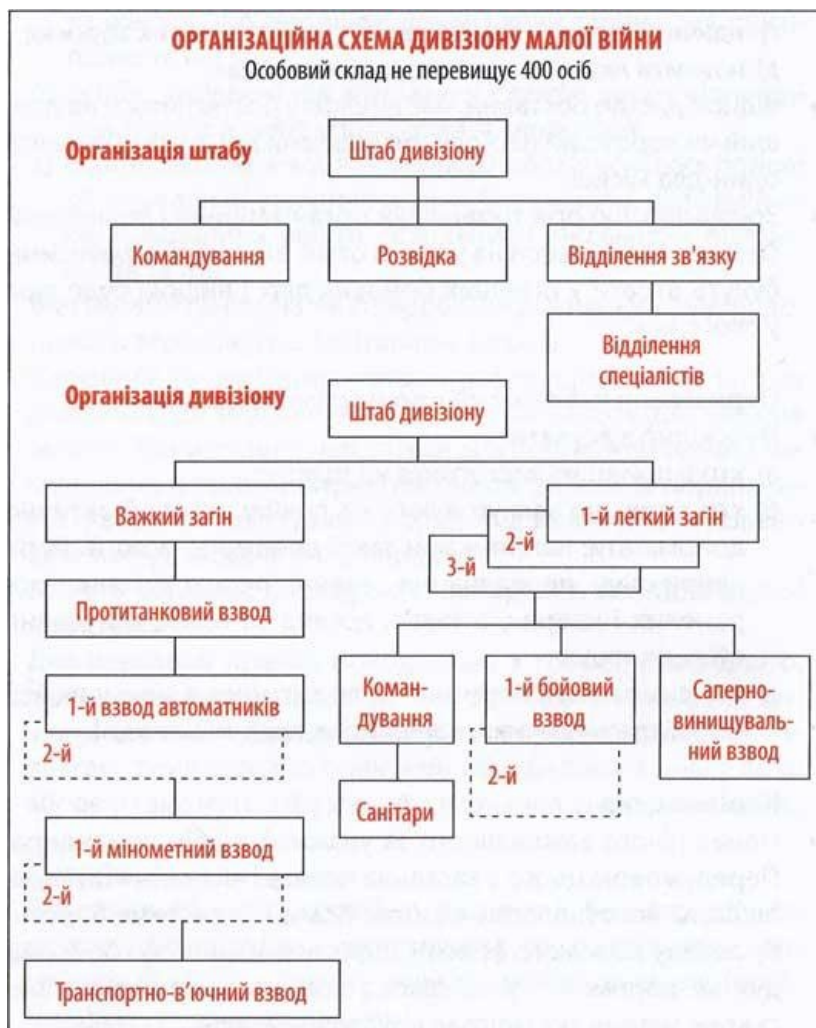 ОРГАНІЗАЦІЙНА СХЕМА ДИВІЗІОНУ МАЛОЇ ВІЙНИ
Особовий склад не перевищує 400 осіб
Організація штабу
Штаб дивізіону
Командування
Розвідка
Відділення зв'язку
Відділення
спеціалістів
Організація дивізіону
Штаб дивізіону
Важкий загін
1-й легкий загін
2-й
3-й
Протитанковий взвод
1-й взвод автоматників
2-й
Коман-
дування
1-й бойовий
взвод
Саперно-
винищуваль-
ний взвод
2-й
Санітари
1-й мінометний взвод
2-й
Транспортно-в'ючний взвод